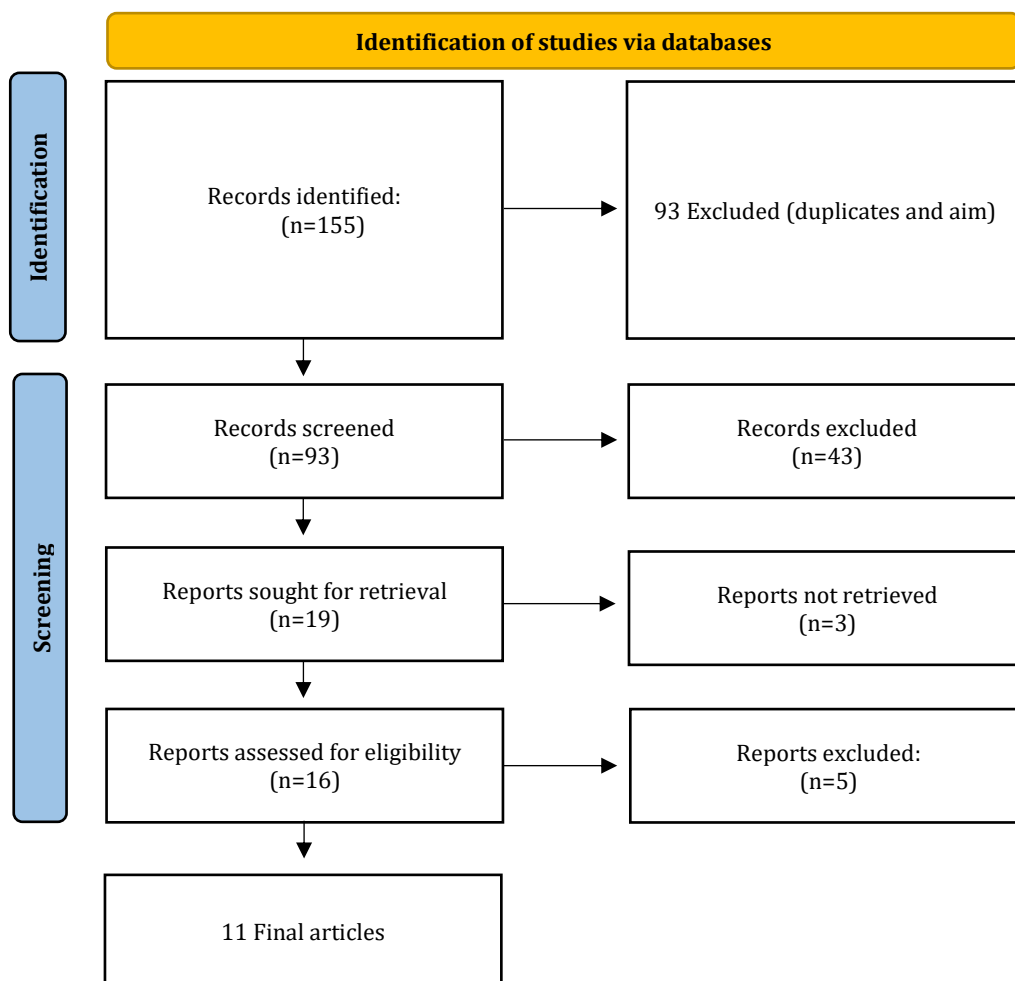 Identification of studies via databases
Identification
Records identified:
(n=155)
93 Excluded (duplicates and aim)
Screening
Records screened
(n=93)
Records excluded
(n=43)
Reports sought for retrieval
(n=19)
Reports not retrieved
(n=3)
Reports assessed for eligibility
(n=16)
Reports excluded:
(n=5)
11 Final articles